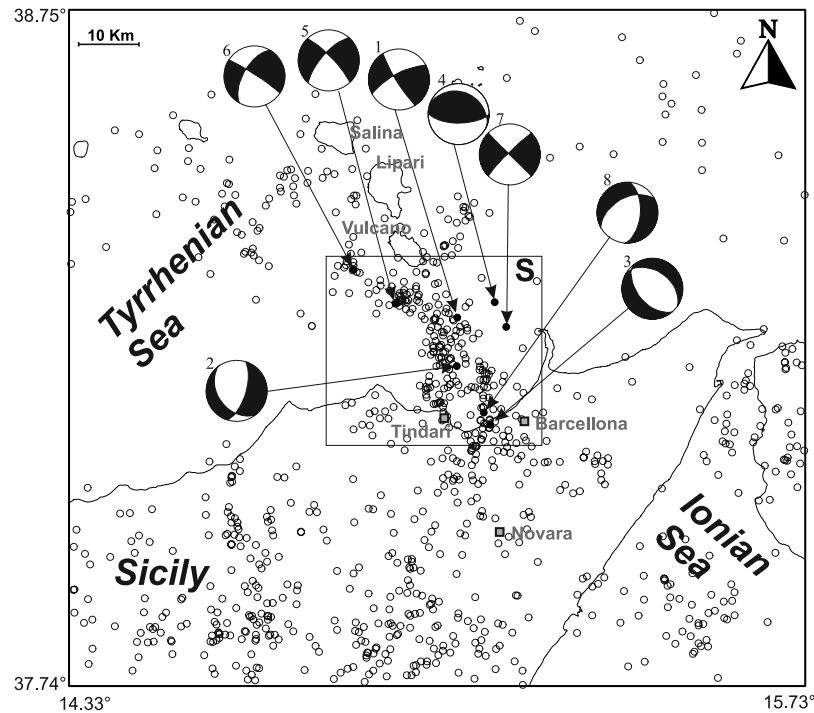 38.75°
10 Km
N
6
5
1
4
7
Salina
Lipari
8
Vulcano
S
3
Tyrrhenian
Sea
2
Tindari
Barcellona
Novara
Ionian
Sea
Sicily
37.74°
14.33°
15.73°